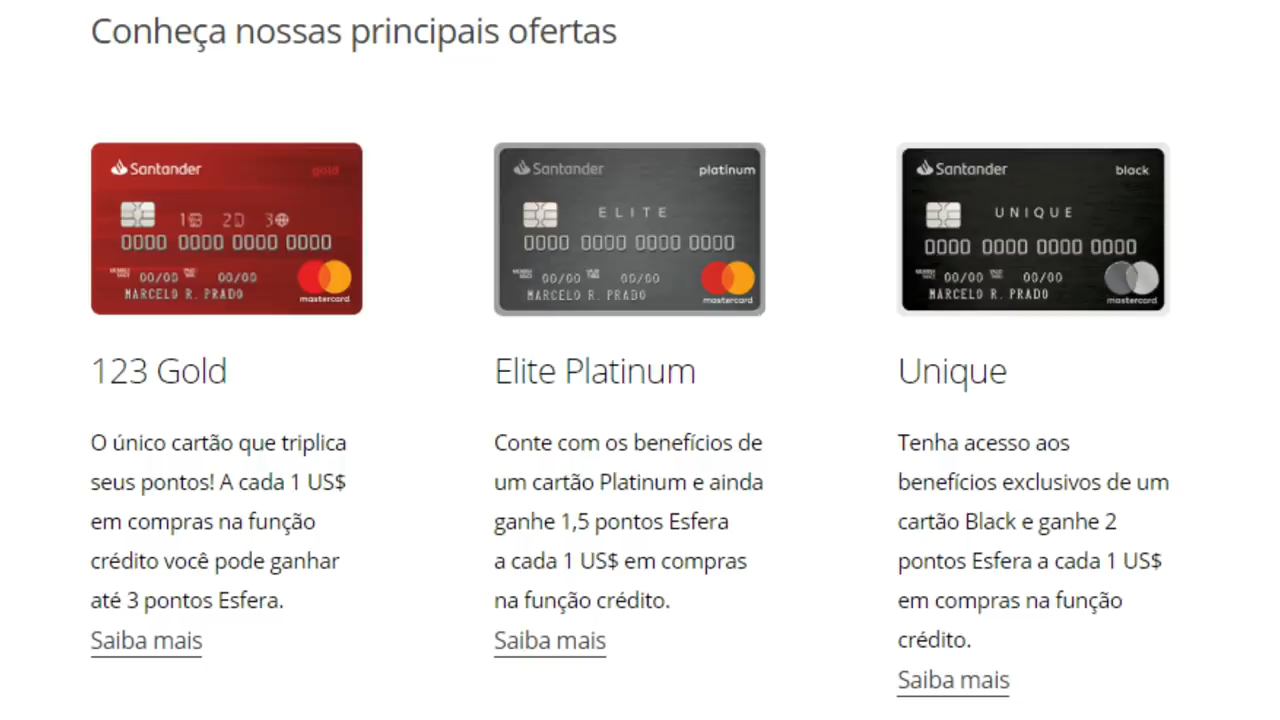 Conheça nossas principais ofertas
Santander
gold
1 2 3
0000 0000 0000 0000
00/00 00/00
MARCELO R. PRADO
mastercard
123 Gold
O único cartão que triplica
seus pontos! A cada 1 US$
em compras na função
crédito você pode ganhar
até 3 pontos Esfera.
Saiba mais
Santander
platinum
ELITE
0000 0000 0000 0000
00/00 00/00
MARCELO R. PRADO
mastercard
Elite Platinum
Conte com os benefícios de
um cartão Platinum e ainda
ganhe 1,5 pontos Esfera
a cada 1 US$ em compras
na função crédito.
Saiba mais
Santander
black
UNIQUE
0000 0000 0000 0000
00/00 00/00
MARCELO R. PRADO
mastercard
Unique
Tenha acesso aos
benefícios exclusivos de um
cartão Black e ganhe 2
pontos Esfera a cada 1 US$
em compras na função
crédito.
Saiba mais